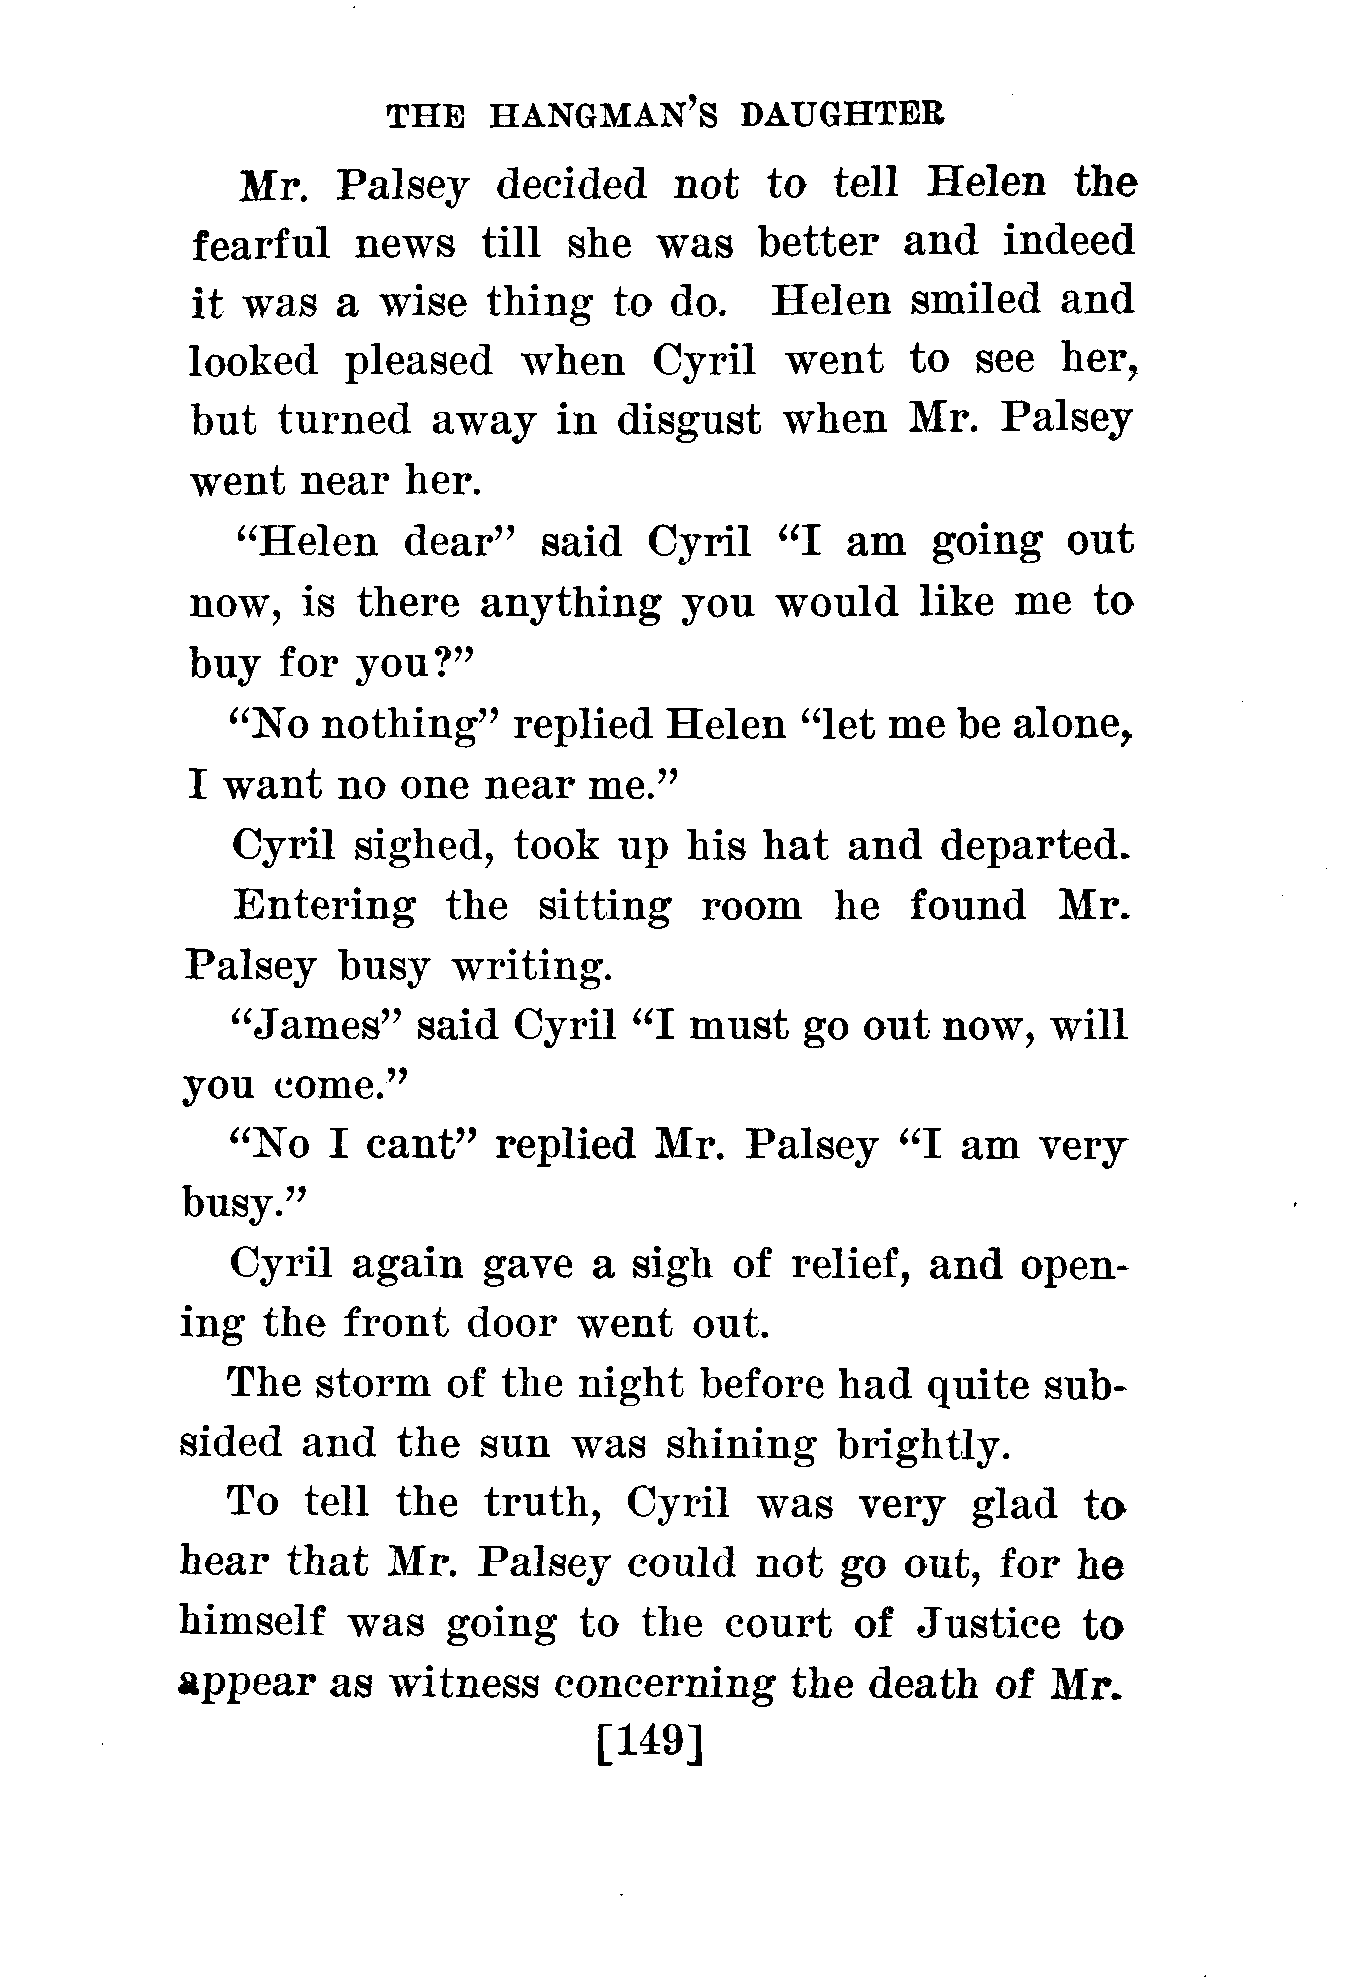 THE HANGMAN'S DAUGHTER
Mr. Palsey decided not to tell Helen the
fearful news till she was better and indeed
it was a wise thing to do. Helen smiled and
looked pleased when Cyril went to see her,
but turned away in disgust when Mr. Palsey
went near her.
“Helen dear” said Cyril “I am going out
now, is there anything you would like me to
buy for you?”
“No nothing” replied Helen “let me be alone,
I want no one near me.”
Cyril sighed, took up his hat and departed.
Entering the sitting room he found Mr.
Palsey busy writing.
“James” said Cyril “I must go out now, will
you come.”
“No I cant” replied Mr. Palsey “I am very
busy.”
Cyril again gave a sigh of relief, and open-
ing the front door went out.
The storm of the night before had quite sub-
sided and the sun was shining brightly.
To tell the truth, Cyril was very glad to
hear that Mr. Palsey could not go out, for he
himself was going to the court of Justice to
appear as witness concerning the death of Mr.
[149]